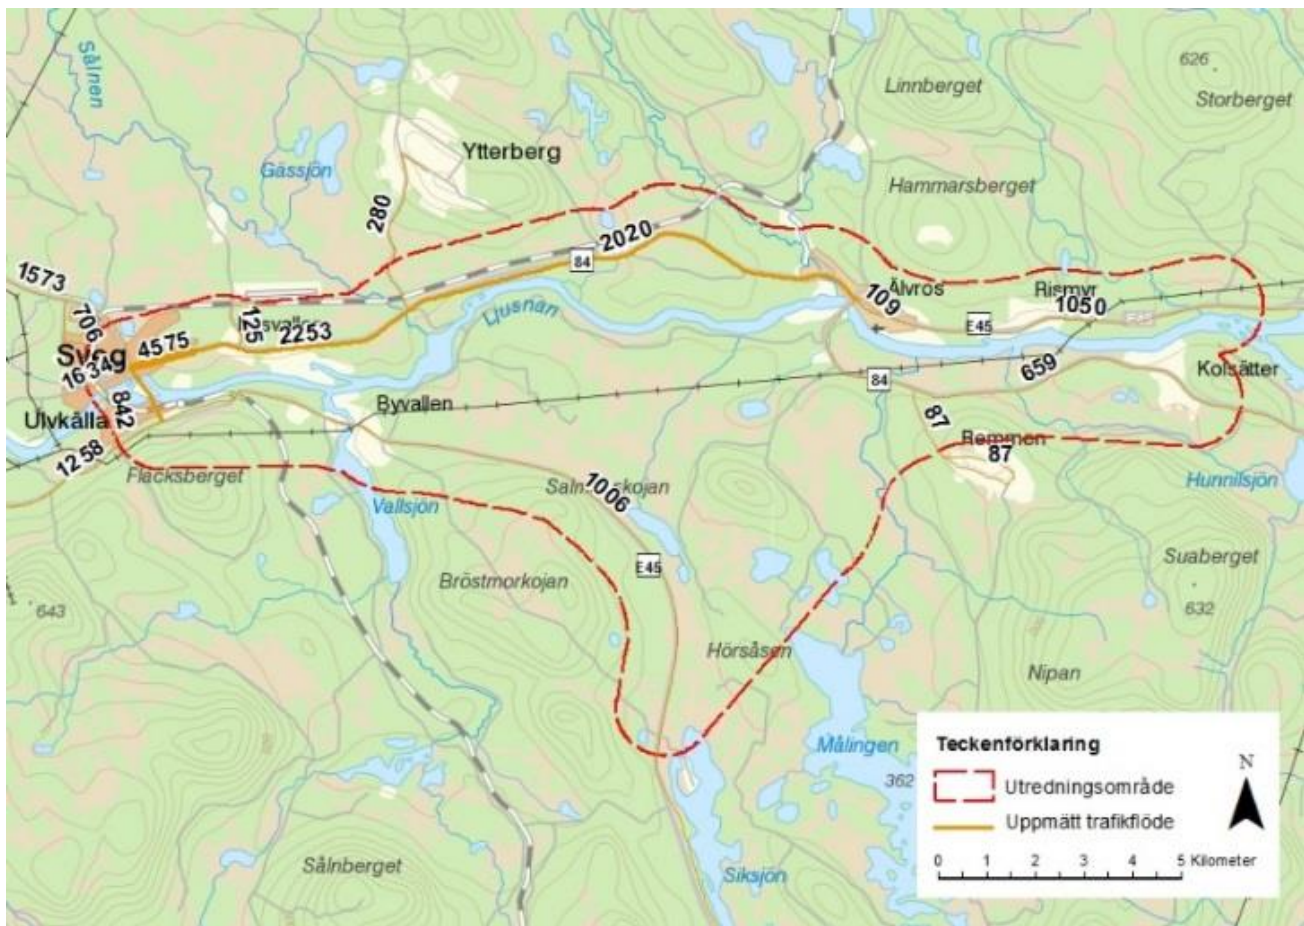 Sålnen
626
Linnberget
Storberget
Ytterberg
Gässjön
Hammarsberget
280
2020
84
1573
Älvros
Rismyr
109
1050
706
125
Ljusnan
2253
E45
4575
Sveg
1634
659
Kolsätter
84
Byvallen
842
Ulvkälla
87
Remmen
87
1258
Flacksberget
Hunnilsjön
1006
Vallsjön
Suaberget
E45
Bröstmorkojan
632
643
Hörsåsen
Nipan
Målingen
362
Sålnberget
Siksjön
Teckenförklaring
Utredningsområde
Uppmätt trafikflöde
N
0 1 2 3 4 5 Kilometer